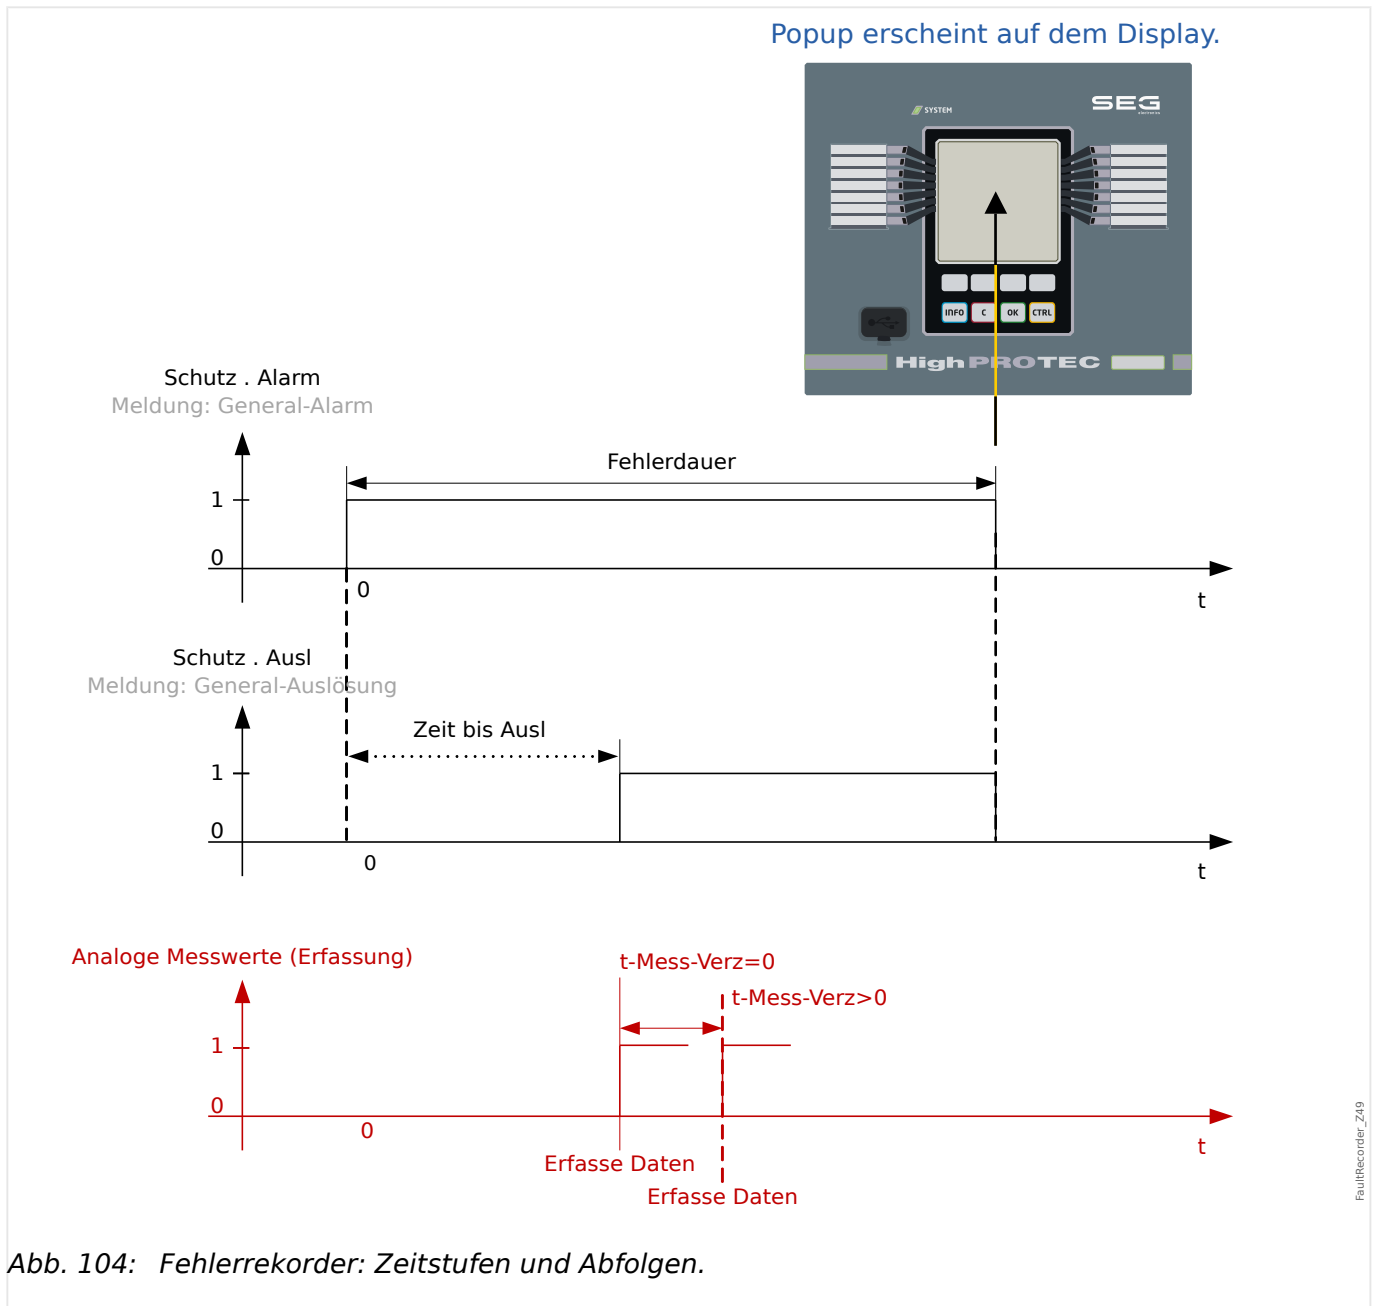 Popup erscheint auf dem Display.
SYSTEM
SEG
electronics
INFO
C
OK
CTRL
HighPROTEC
Schutz . Alarm
Meldung: General-Alarm
Fehlerdauer
1
0
0
t
Schutz . Ausl
Meldung: General-Auslösung
Zeit bis Ausl
1
0
0
t
Analoge Messwerte (Erfassung)
t-Mess-Verz=0
t-Mess-Verz>0
1
0
0
t
Erfasse Daten
Erfasse Daten
FaultRecorder_Z49
Abb. 104: Fehlerrekorder: Zeitstufen und Abfolgen.